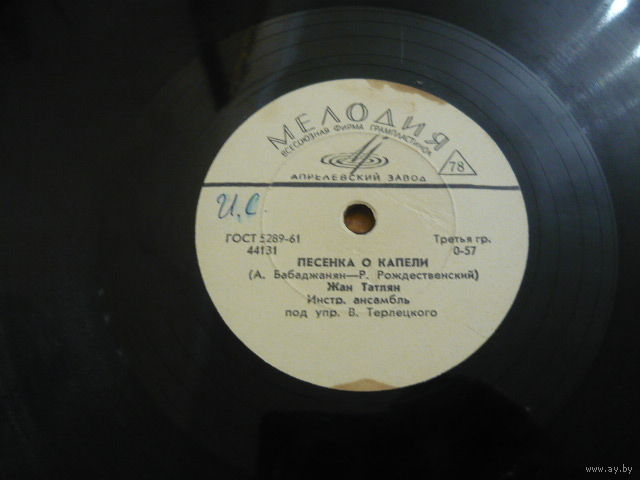 МЕЛОДИЯ
ВСЕСОЮЗНАЯ ФИРМА ГРАМПЛАСТИНОК
78
АПРЕЛЕВСКИЙ ЗАВОД
И.С.
ГОСТ 5289-61 Третья гр.
44131 0-57
ПЕСЕНКА О КАПЕЛИ
(А. Бабаджанян—Р. Рождественский)
Жан Татлян
Инстр. ансамбль
под упр. В. Терлецкого
www.ay.by